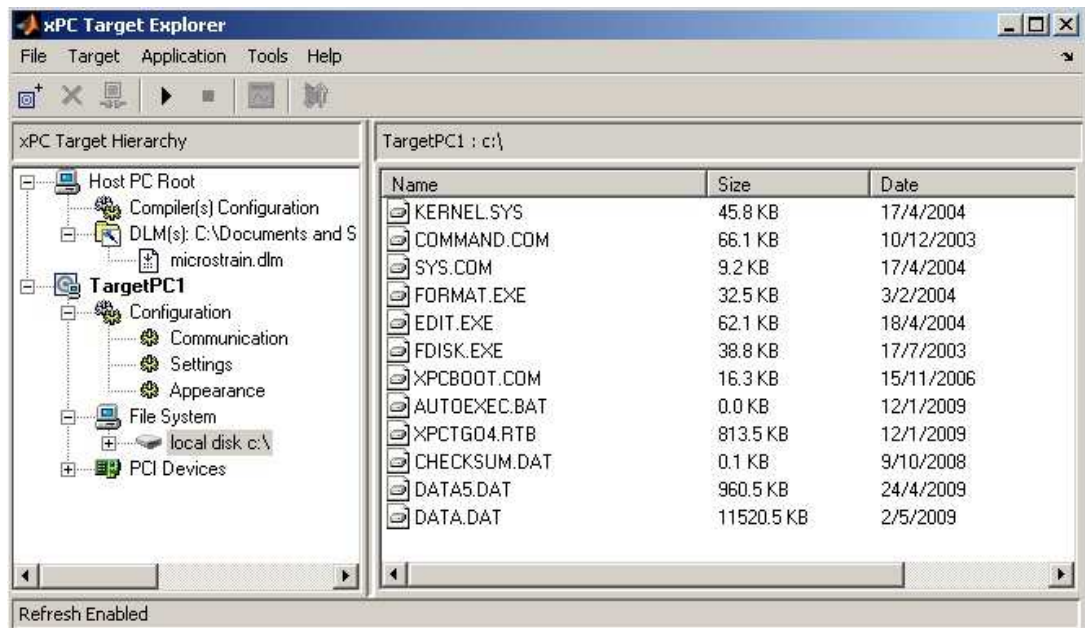 xPC Target Explorer
File Target Application Tools Help
xPC Target Hierarchy
Host PC Root
Compiler(s) Configuration
DLM(s): C:\Documents and S
microstrain.dlm
TargetPC1
Configuration
Communication
Settings
Appearance
File System
local disk c:\
PCI Devices
TargetPC1 : c:\
Name Size Date
KERNEL.SYS 45.8 KB 17/4/2004
COMMAND.COM 66.1 KB 10/12/2003
SYS.COM 9.2 KB 17/4/2004
FORMAT.EXE 32.5 KB 3/2/2004
EDIT.EXE 62.1 KB 18/4/2004
FDISK.EXE 38.8 KB 17/7/2003
XPCBOOT.COM 16.3 KB 15/11/2006
AUTOEXEC.BAT 0.0 KB 12/1/2009
XPCTGO4.RTB 813.5 KB 12/1/2009
CHECKSUM.DAT 0.1 KB 9/10/2008
DATA5.DAT 960.5 KB 24/4/2009
DATA.DAT 11520.5 KB 2/5/2009
Refresh Enabled